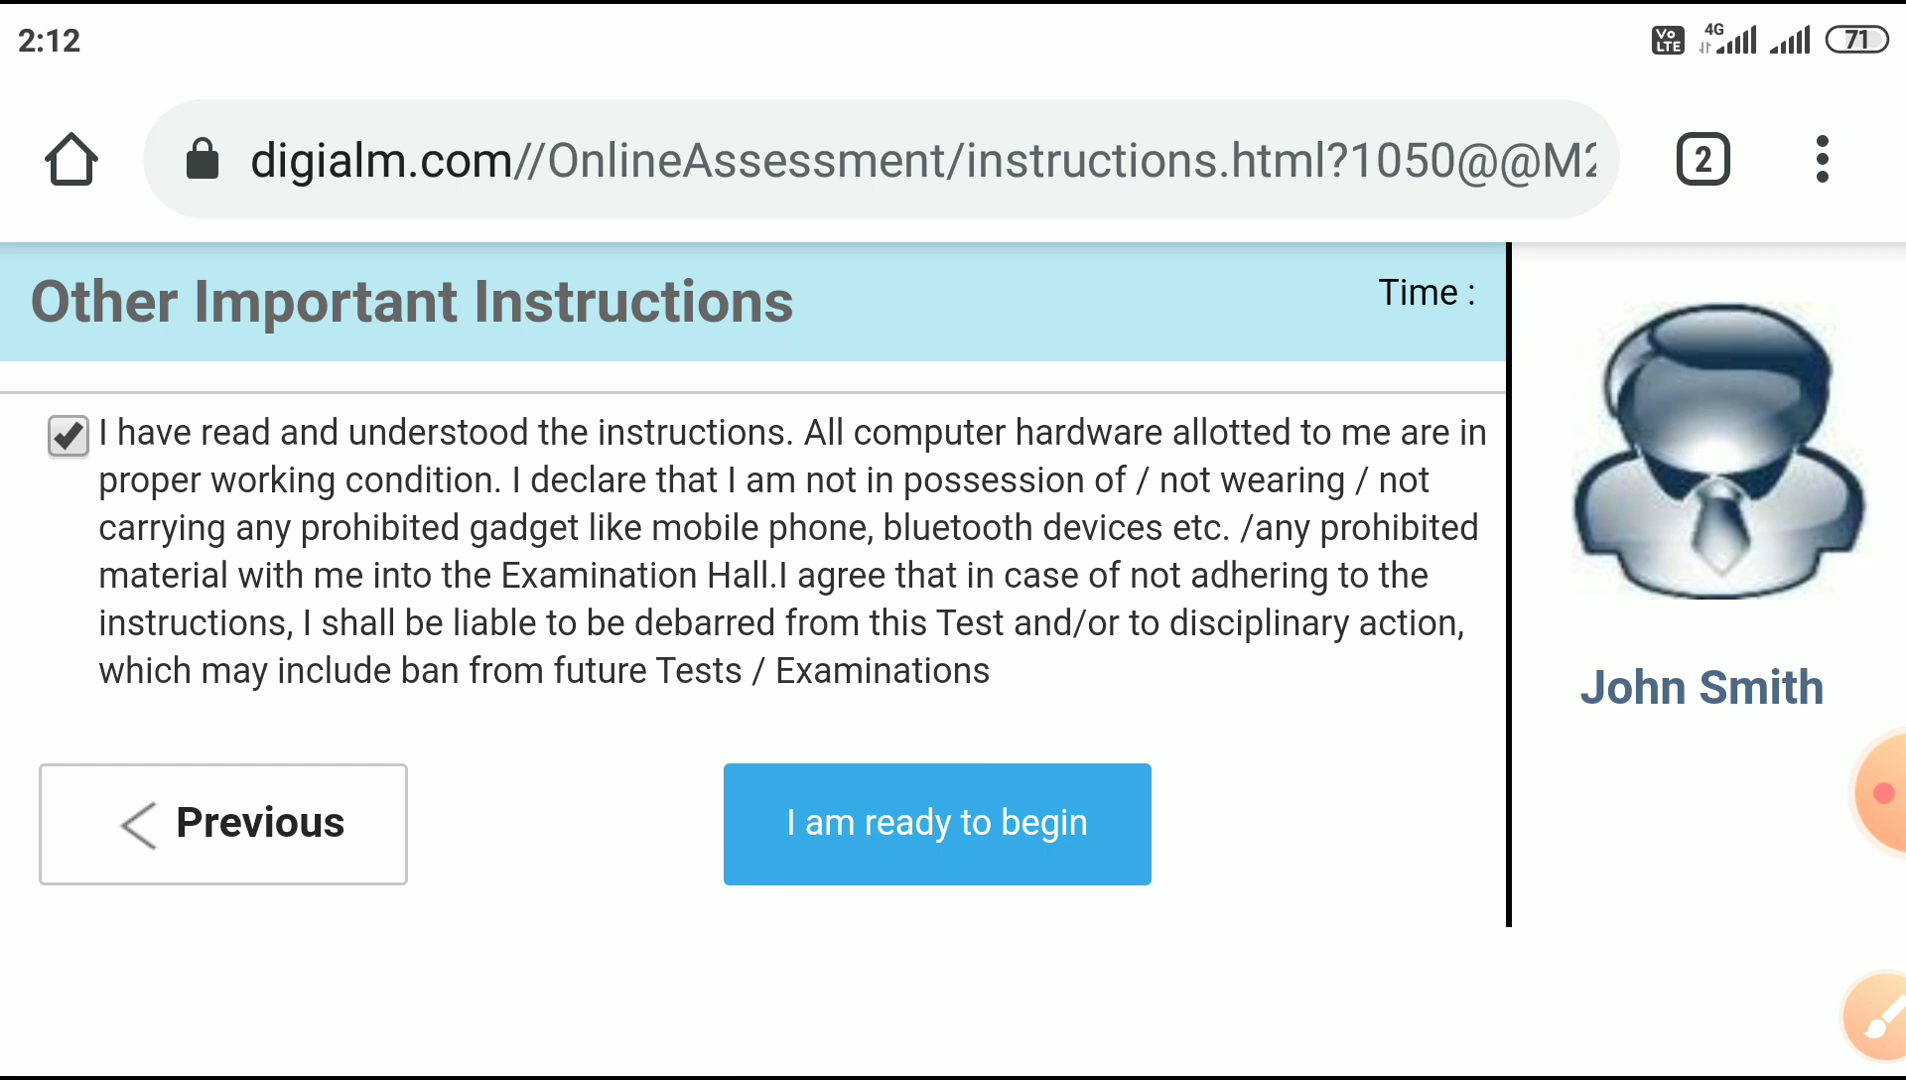 2:12
Vo LTE 4G 71
digialm.com//OnlineAssessment/instructions.html?1050@@M2
2
Other Important Instructions
Time :
I have read and understood the instructions. All computer hardware allotted to me are in
proper working condition. I declare that I am not in possession of / not wearing / not
carrying any prohibited gadget like mobile phone, bluetooth devices etc. /any prohibited
material with me into the Examination Hall.I agree that in case of not adhering to the
instructions, I shall be liable to be debarred from this Test and/or to disciplinary action,
which may include ban from future Tests / Examinations
John Smith
Previous
I am ready to begin